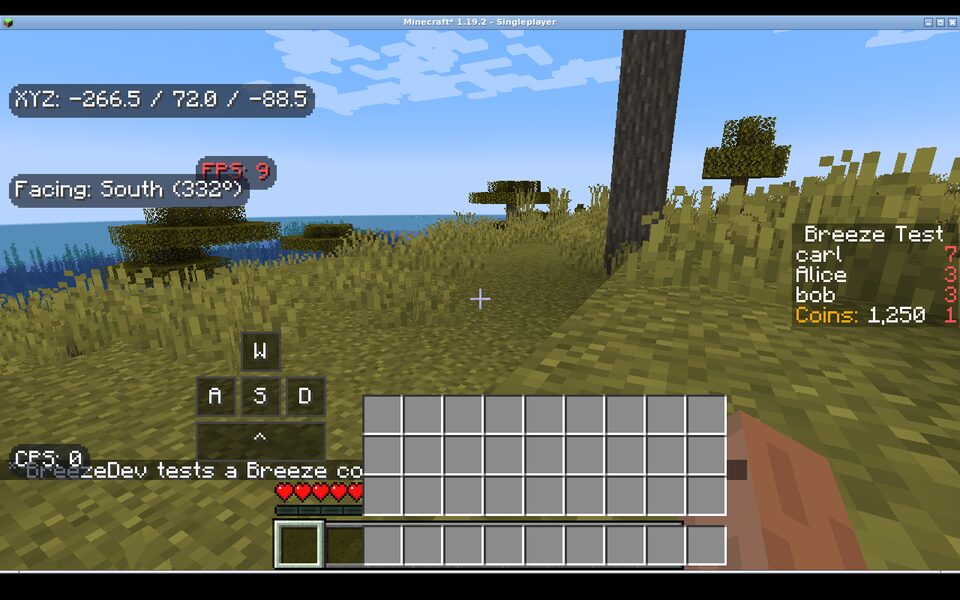 Minecraft* 1.19.2 - Singleplayer
XYZ: -266.5 / 72.0 / -88.5
FPS: 9
Facing: South (332°)
Breeze Test
carl 7
Alice 3
bob 3
Coins: 1,250 1
W
A S D
^
CPS: 0
* BreezeDev tests a Breeze co